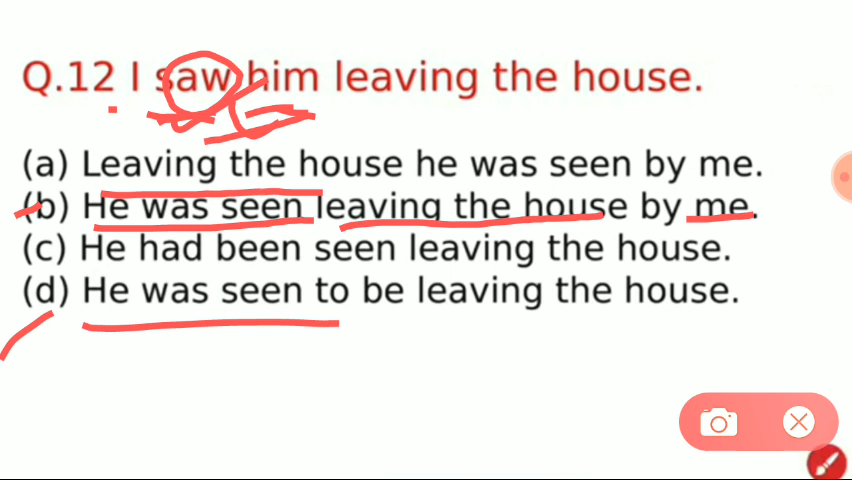 Q.12 I saw him leaving the house.
(a) Leaving the house he was seen by me.
(b) He was seen leaving the house by me.
(c) He had been seen leaving the house.
(d) He was seen to be leaving the house.